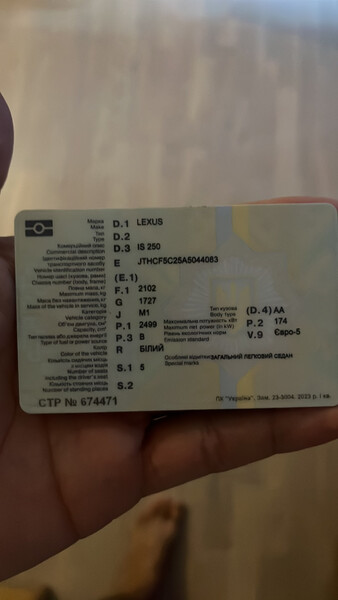 Марка D.1 LEXUS
Make
Тип D.2
Type
Комерційний опис D.3 IS 250
Commercial description
Ідентифікаційний номер
транспортного засобу E JTHCF5C25A5044083
Vehicle identification number
Номер шасі (кузова, рами) (E.1)
Chassis number (body, frame)
Повна маса, кг F.1 2102
Maximum mass, kg
Маса без навантаження, кг G 1727
Mass of the vehicle in service, kg
Категорія J M1 Тип кузова (D.4) АА
Vehicle category Body type
Об'єм двигуна, см³ P.1 2499 Максимальна потужність кВт P.2 174
Capacity, cm³ Maximum net power (in kW)
Тип палива або джерела енерг. P.3 B Рівень екологічних норм V.9 Євро-5
Type of fuel or power source Emission standard
Колір R БІЛИЙ
Color of the vehicle
Кількість сидячих місць Особливі відмітки ЗАГАЛЬНИЙ ЛЕГКОВИЙ СЕДАН
з місцем водія S.1 5 Special marks
Number of seats
including the driver's seat
Кількість стоячих місць S.2
Number of standing places
СТР № 674471
ПК "Україна", Зам. 23-3004, 2023 р. І кв.